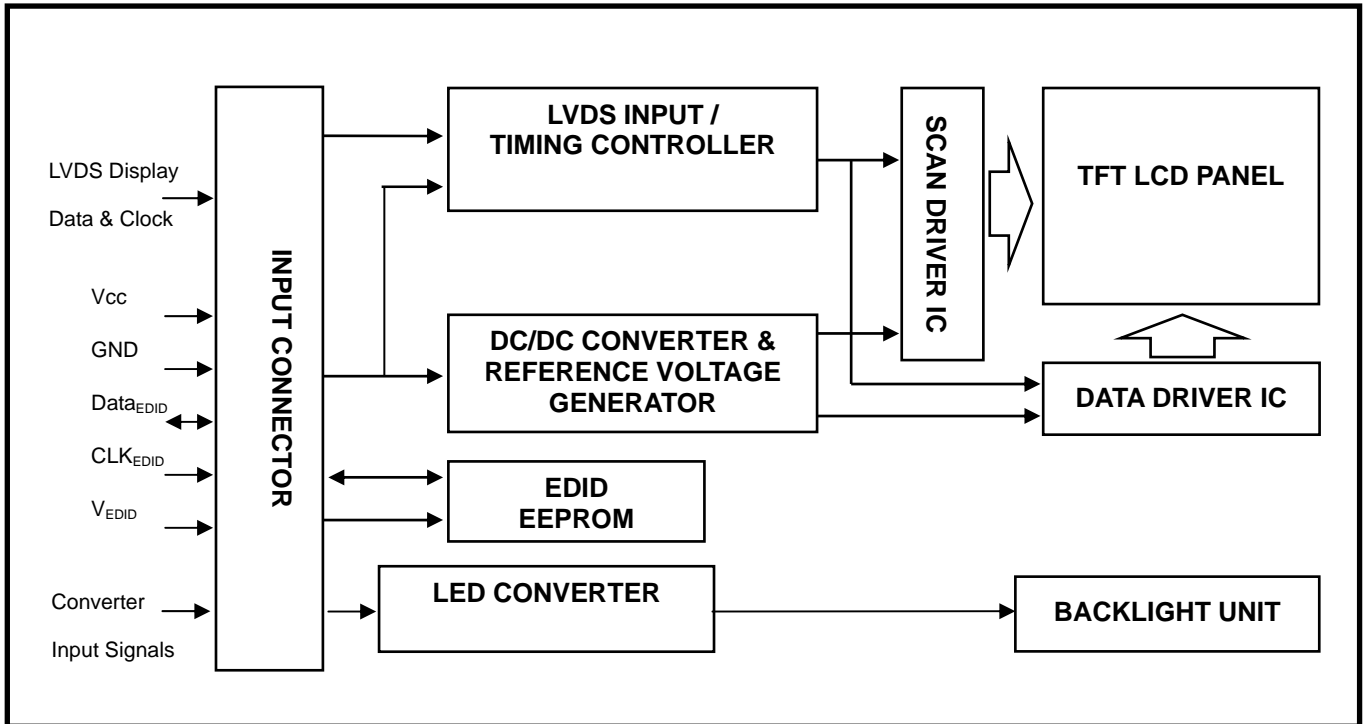 LVDS Display
Data & Clock
Vcc
GND
DataEDID
CLKEDID
VEDID
Converter
Input Signals
INPUT CONNECTOR
LVDS INPUT /
TIMING CONTROLLER
DC/DC CONVERTER &
REFERENCE VOLTAGE
GENERATOR
EDID
EEPROM
LED CONVERTER
SCAN DRIVER IC
TFT LCD PANEL
DATA DRIVER IC
BACKLIGHT UNIT